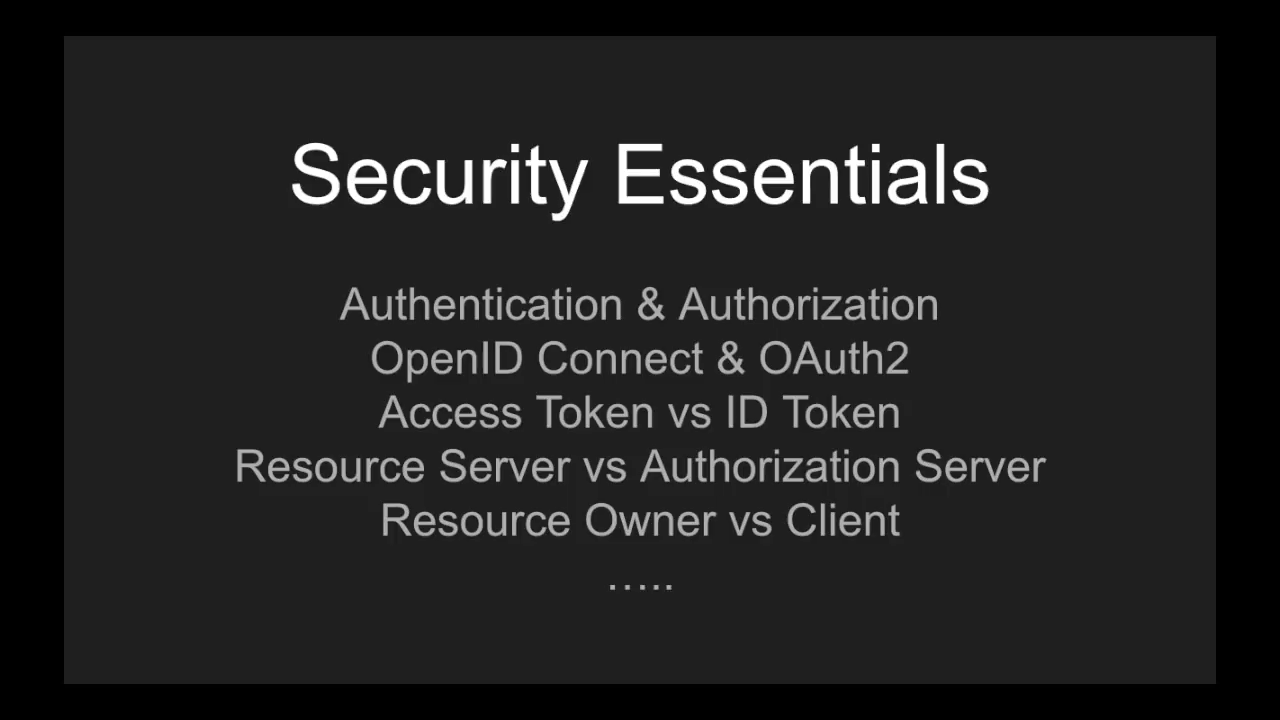 Security Essentials
Authentication & Authorization
OpenID Connect & OAuth2
Access Token vs ID Token
Resource Server vs Authorization Server
Resource Owner vs Client
…..